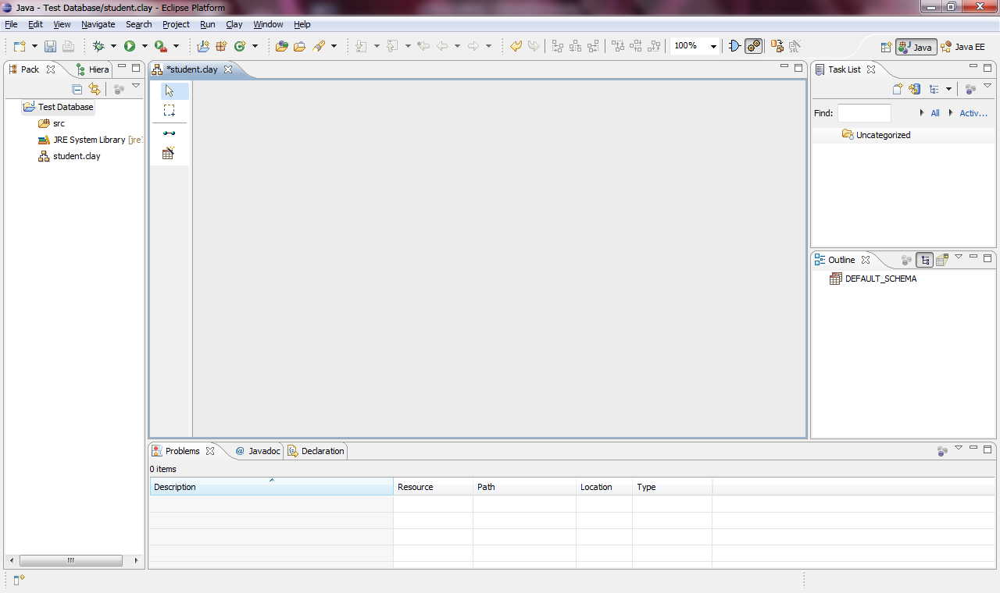 Java - Test Database/student.clay - Eclipse Platform
File Edit View Navigate Search Project Run Clay Window Help
100% Java Java EE
Pack Hiera
Test Database
src
JRE System Library [jre7
student.clay
*student.clay
Task List
Find: All Activ...
Uncategorized
Outline
DEFAULT_SCHEMA
Problems @ Javadoc Declaration
0 items
Description Resource Path Location Type